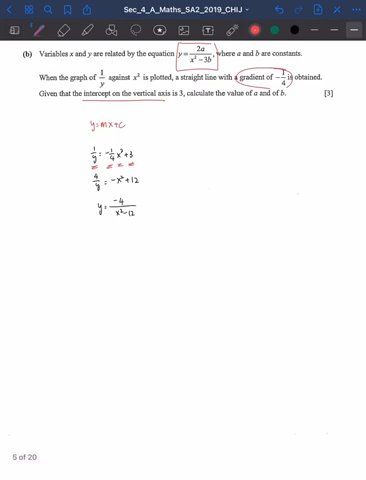 Sec_4_A_Maths_SA2_2019_CHIJ
(b) Variables x and y are related by the equation y = 2a / (x² − 3b), where a and b are constants.
When the graph of 1/y against x² is plotted, a straight line with a gradient of −1/4 is obtained.
Given that the intercept on the vertical axis is 3, calculate the value of a and of b. [3]
y = mx + c
1/y = −1/4 x² + 3
4/y = −x² + 12
y = −4 / (x² − 12)
5 of 20